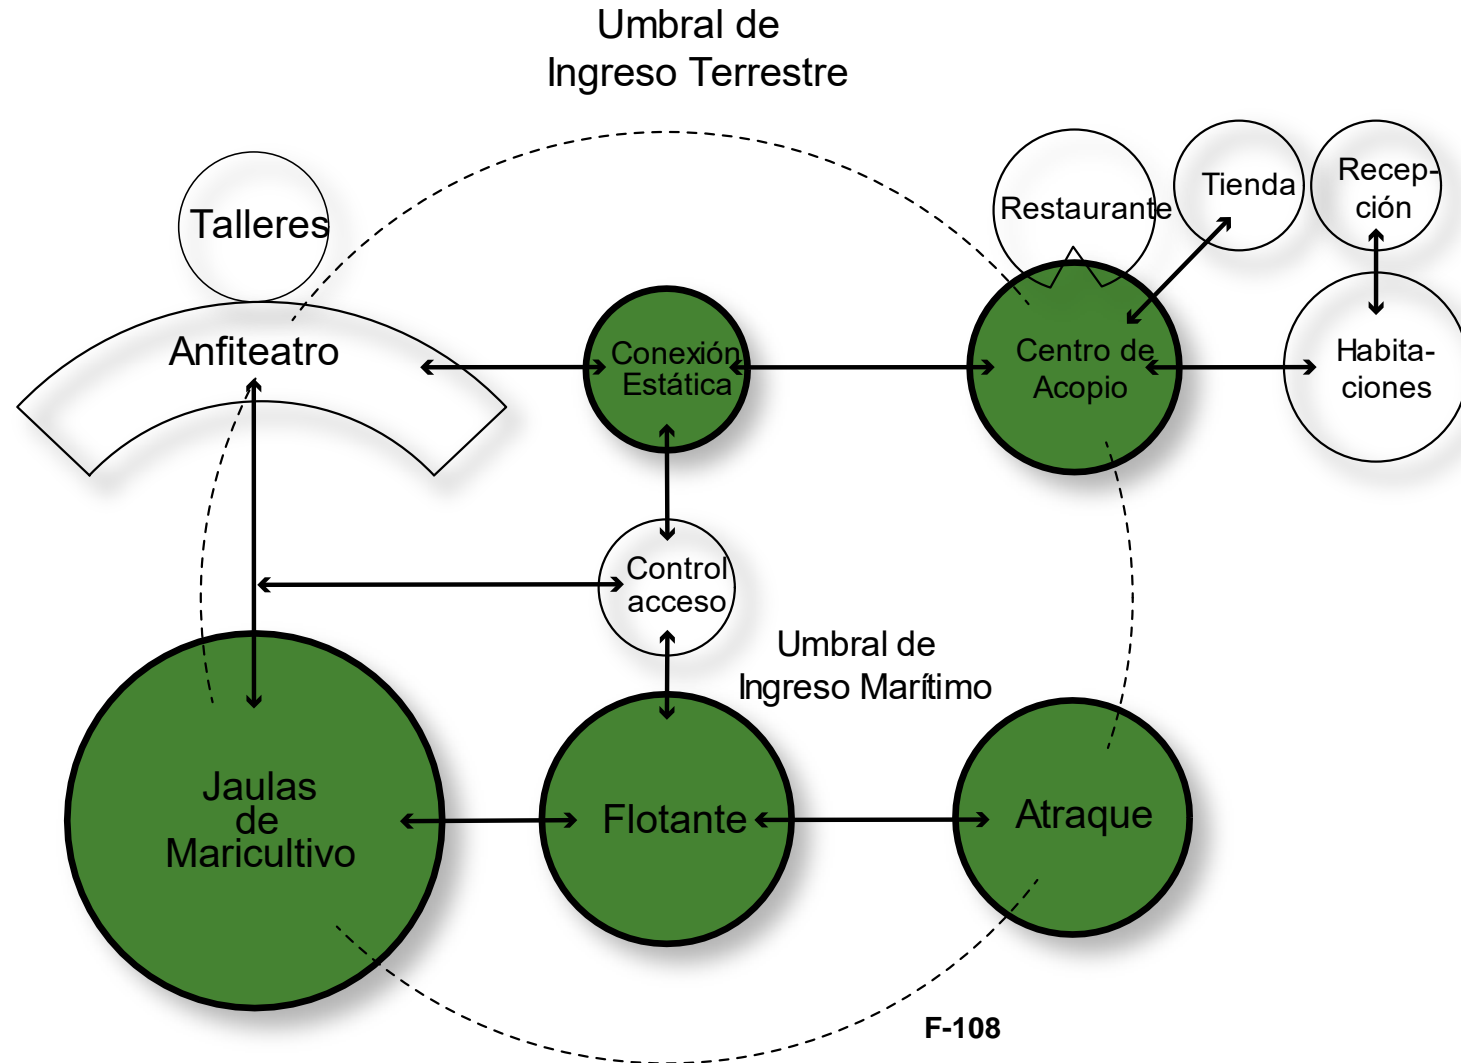 Umbral de
Ingreso Terrestre
Talleres
Restaurante
Tienda
Recep-
ción
Anfiteatro
Conexión
Estática
Centro de
Acopio
Habita-
ciones
Control
acceso
Umbral de
Ingreso Marítimo
Jaulas
de
Maricultivo
Flotante
Atraque
F-108